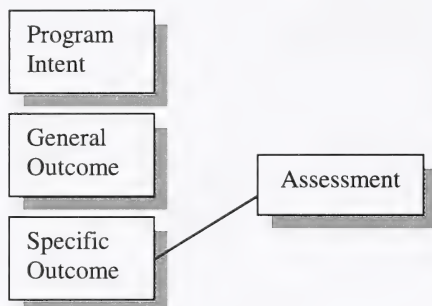 Program
Intent
General
Outcome
Assessment
Specific
Outcome